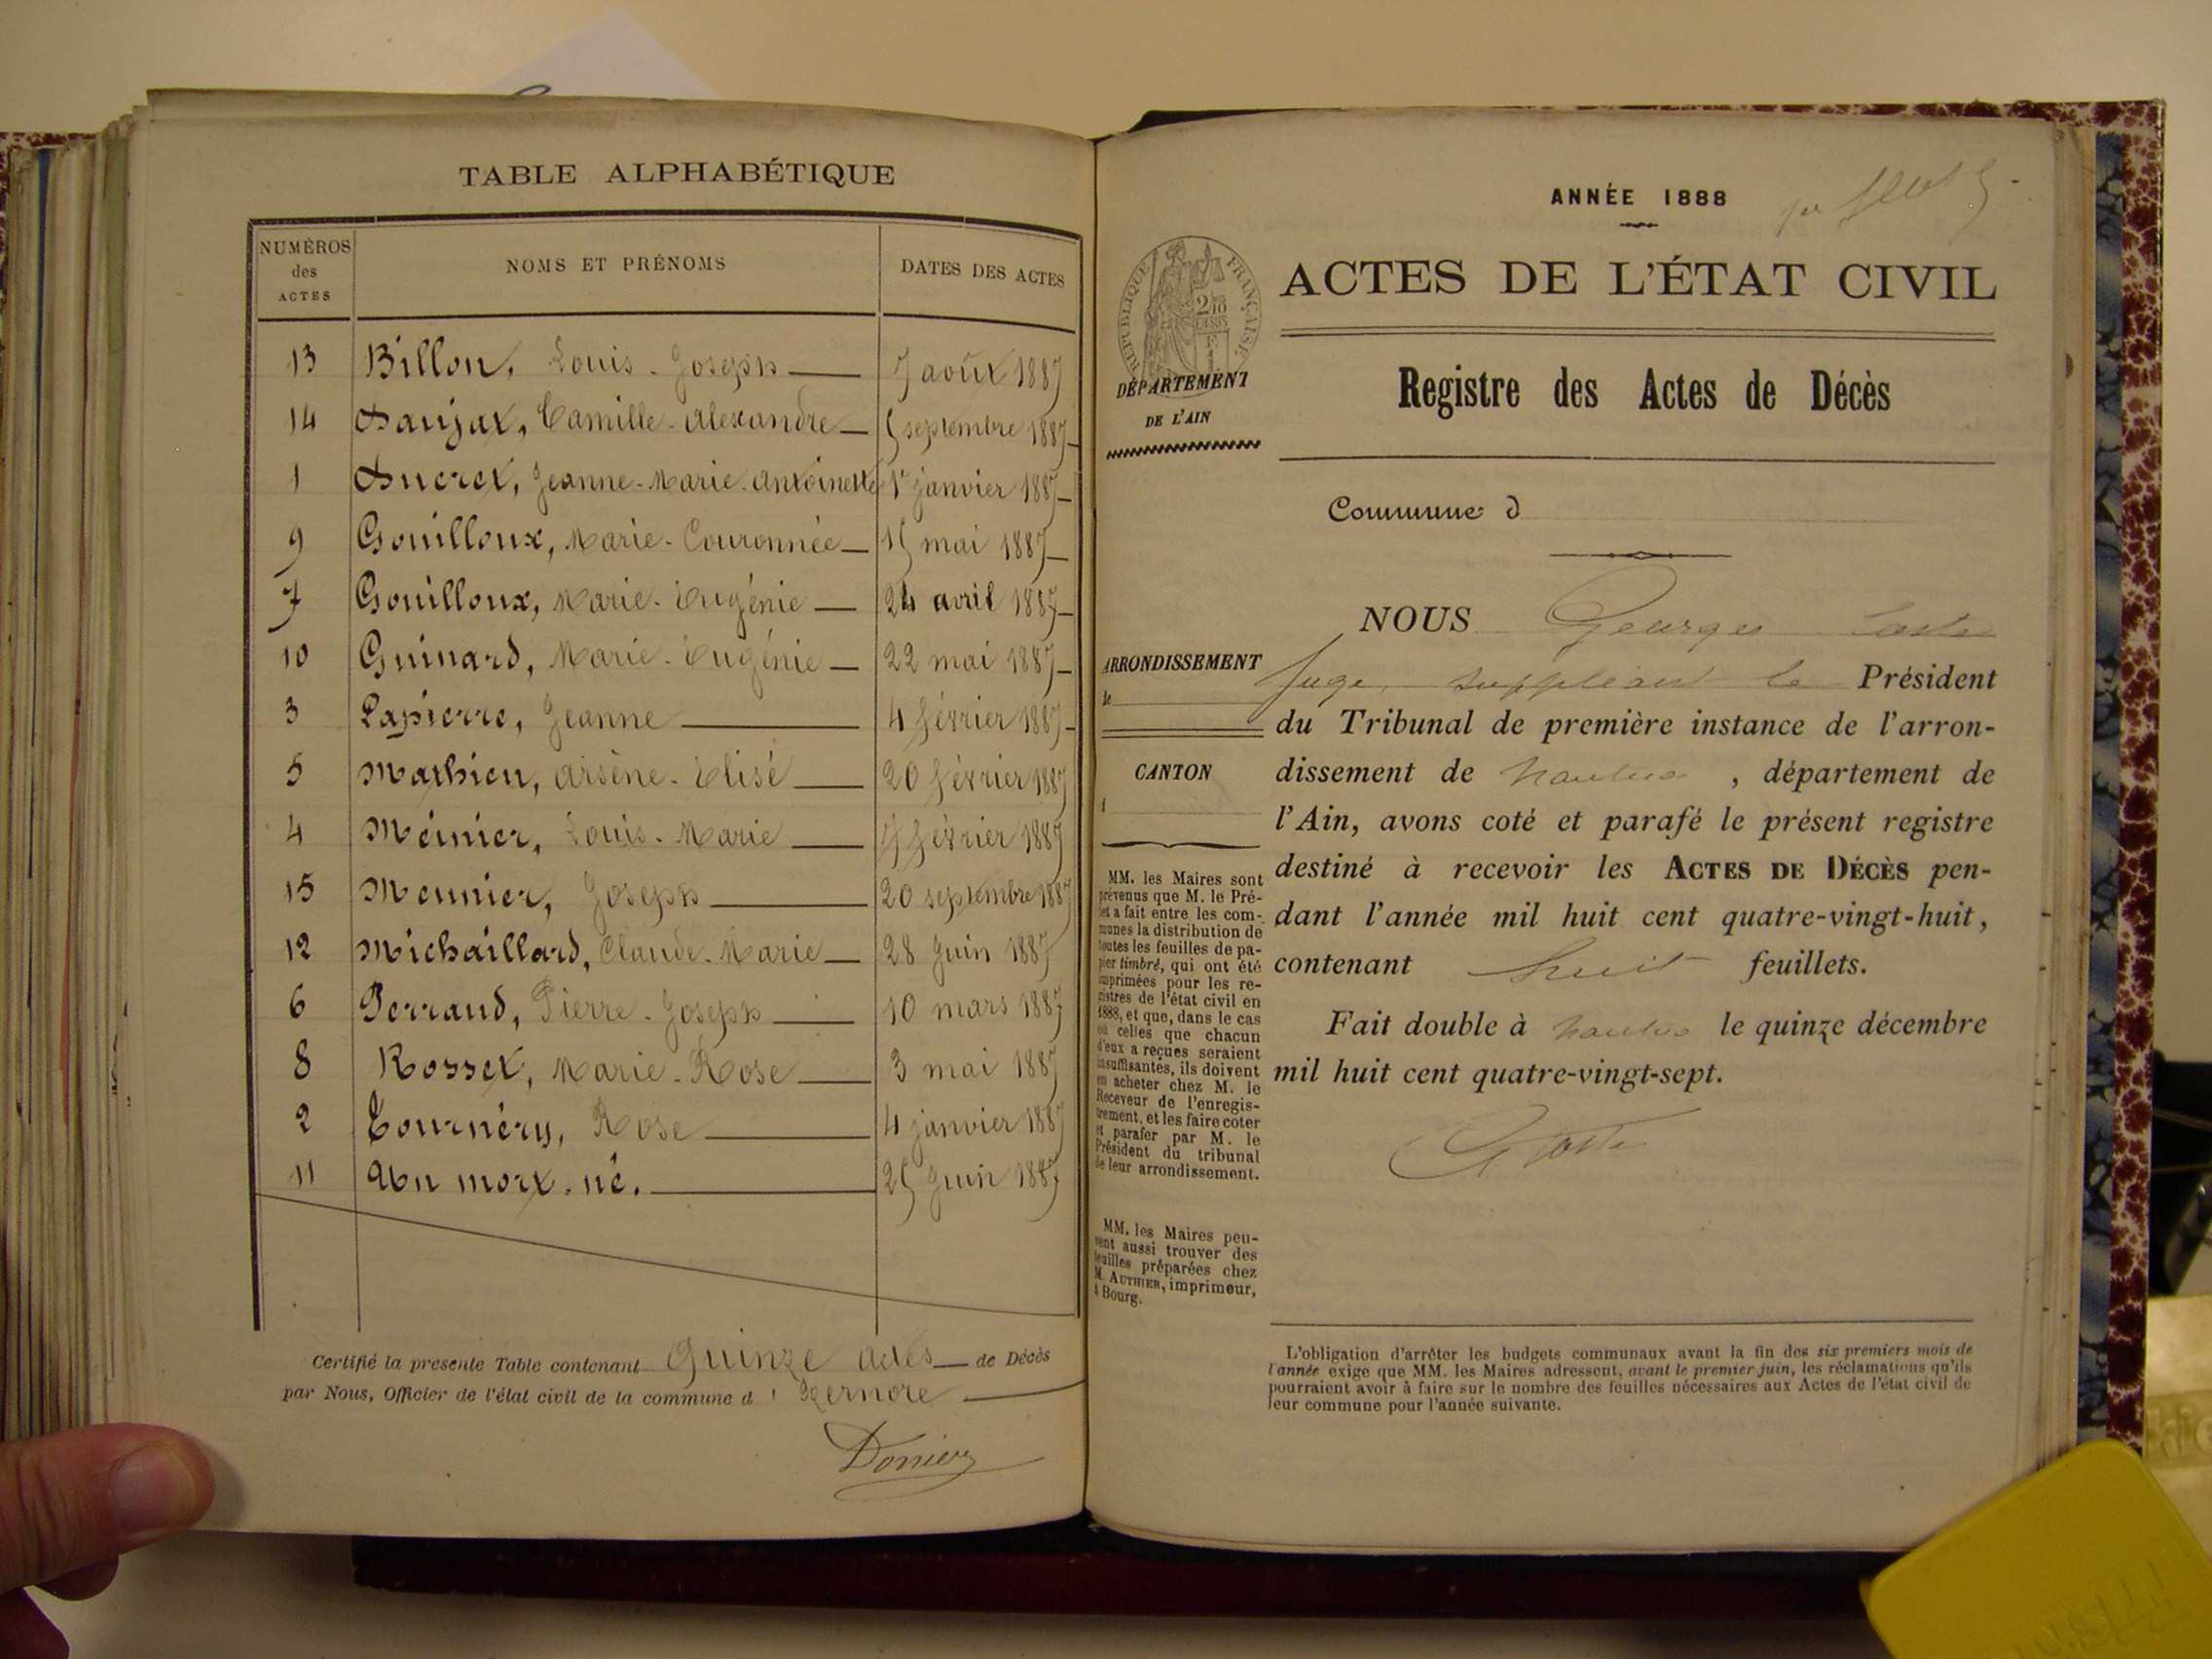 TABLE ALPHABÉTIQUE
NUMÉROS des ACTES NOMS ET PRÉNOMS DATES DES ACTES
13 Billon, Louis-Joseph 7 août 1887
14 Daujat, Camille-Alexandre 5 septembre 1887
1 Ducret, Jeanne-Marie-Antoinette 1er janvier 1887
9 Gouilloux, Marie-Couronnée 15 mai 1887
7 Gouilloux, Marie-Eugénie 24 avril 1887
10 Guinard, Marie-Eugénie 22 mai 1887
3 Lapierre, Jeanne 4 février 1887
5 Mathieu, Arsène-Elisé 20 février 1887
4 Meunier, Louis-Marie février 1887
15 Meunier, Joseph 20 septembre 1887
12 Michaillard, Claude-Marie 28 Juin 1887
6 Perraud, Pierre-Joseph 10 mars 1887
8 Rosset, Marie-Rose 3 mai 1887
2 Tournéry, Rose 4 janvier 1887
11 Un mort-né. 25 Juin 1887
Certifié la présente Table contenant Quinze actes de Décès
par Nous, Officier de l'état civil de la commune d'Izernore
ANNÉE 1888
ACTES DE L'ÉTAT CIVIL
RÉPUBLIQUE FRANÇAISE
DÉPARTEMENT
DE L'AIN
Registre des Actes de Décès
Commune d
ARRONDISSEMENT
CANTON
MM. les Maires sont
prévenus que M. le Pré-
fet a fait entre les com-
munes la distribution de
toutes les feuilles de pa-
pier timbré, qui ont été
imprimées pour les re-
gistres de l'état civil en
1888, et que, dans le cas
où celles que chacun
d'eux a reçues seraient
insuffisantes, ils doivent
en acheter chez M. le
Receveur de l'enregis-
trement, et les faire coter
et parafer par M. le
Président du tribunal
de leur arrondissement.
MM. les Maires peu-
vent aussi trouver des
feuilles préparées chez
M. AUTHIER, imprimeur,
à Bourg.
NOUS Georges Coste
Juge suppléant le Président
du Tribunal de première instance de l'arron-
dissement de Nantua, département de
l'Ain, avons coté et parafé le présent registre
destiné à recevoir les ACTES DE DÉCÈS pen-
dant l'année mil huit cent quatre-vingt-huit,
contenant huit feuillets.
Fait double à Nantua le quinze décembre
mil huit cent quatre-vingt-sept.
G Coste
L'obligation d'arrêter les budgets communaux avant la fin des six premiers mois de
l'année exige que MM. les Maires adressent, avant le premier juin, les réclamations qu'ils
pourraient avoir à faire sur le nombre des feuilles nécessaires aux Actes de l'état civil de
leur commune pour l'année suivante.